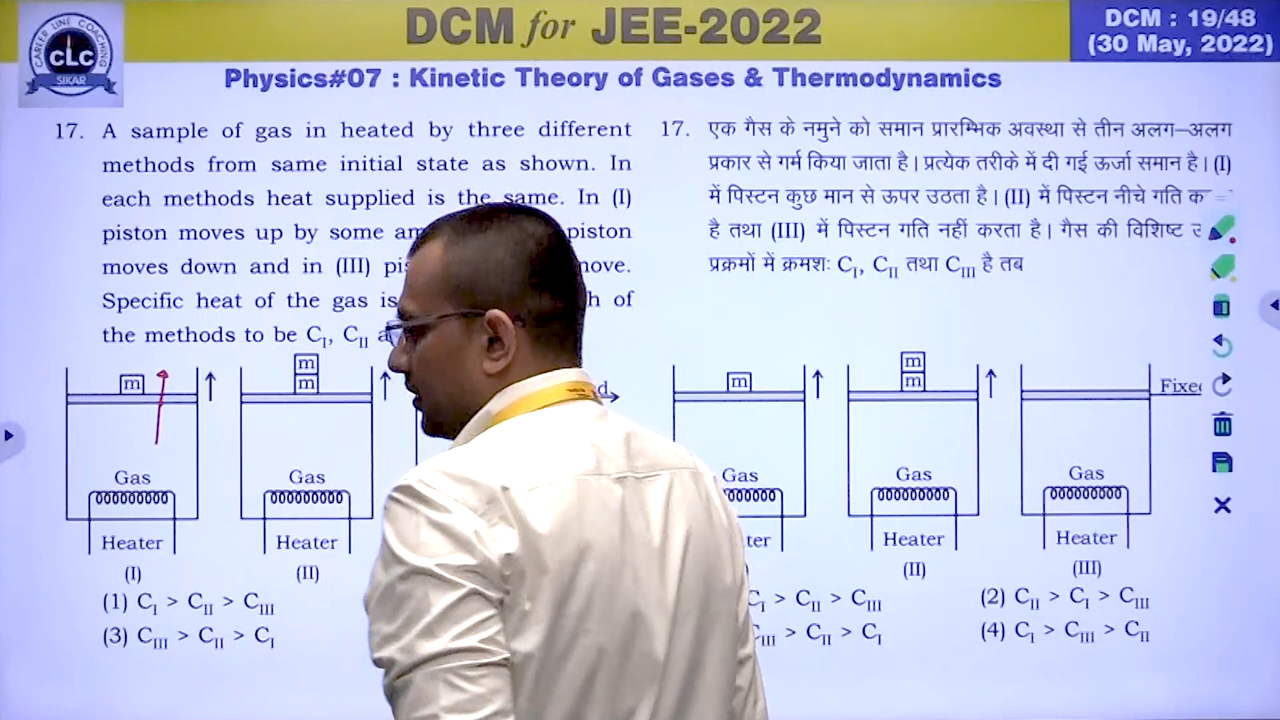 DCM for JEE-2022
DCM : 19/48
(30 May, 2022)
CAREER LINE COACHING
CLC
SIKAR
Physics#07 : Kinetic Theory of Gases & Thermodynamics
17. A sample of gas in heated by three different
methods from same initial state as shown. In
each methods heat supplied is the same. In (I)
piston moves up by some piston
moves down and in (III)
Specific heat of the gas is of
the methods to be C_I, C_II
m
m
m
Gas
Gas
Heater
Heater
(I)
(II)
(1) C_I > C_II > C_III
(3) C_III > C_II > C_I
17. एक गैस के नमुने को समान प्रारम्भिक अवस्था से तीन अलग–अलग
प्रकार से गर्म किया जाता है। प्रत्येक तरीके में दी गई ऊर्जा समान है। (I)
में पिस्टन कुछ मान से ऊपर उठता है। (II) में पिस्टन नीचे गति
है तथा (III) में पिस्टन गति नहीं करता है। गैस की विशिष्ट
प्रक्रमों में क्रमशः C_I, C_II तथा C_III है तब
m
m
m
Gas
Gas
Gas
Heater
Heater
(II)
(III)
C_I > C_II > C_III
(2) C_II > C_I > C_III
C_III > C_II > C_I
(4) C_I > C_III > C_II